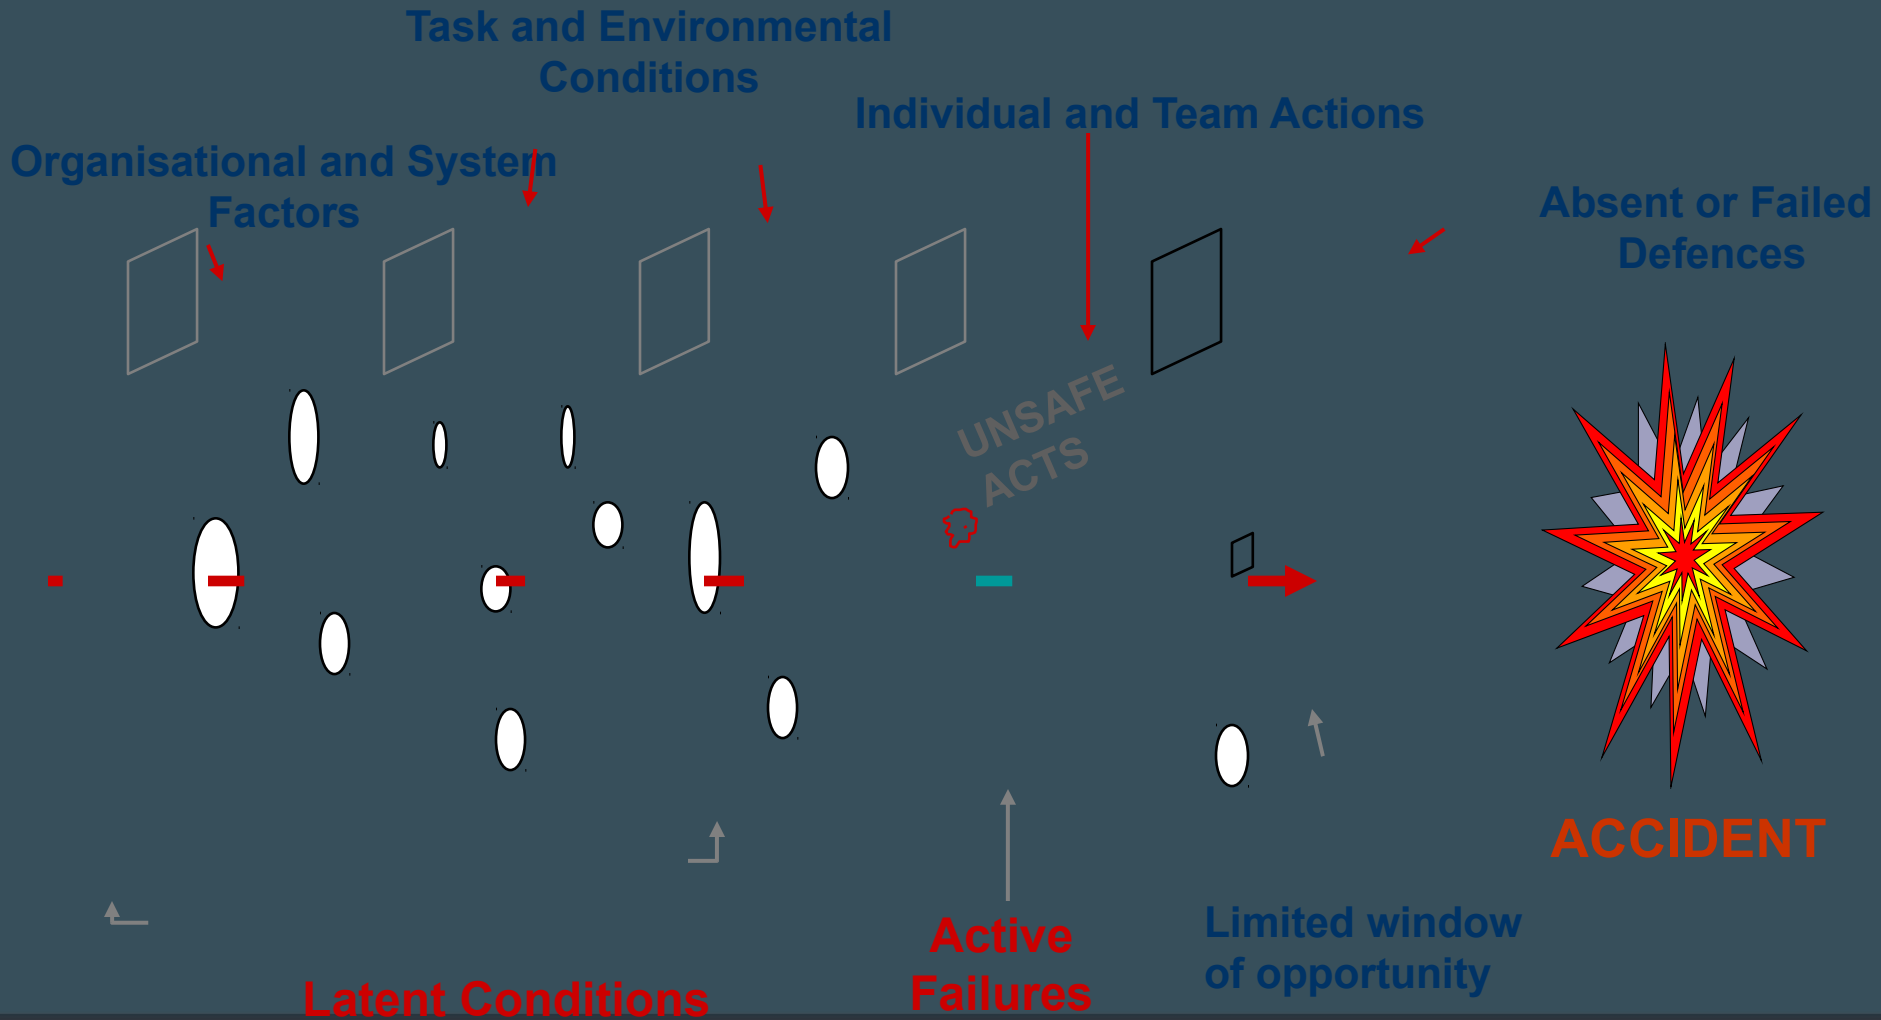 Task and Environmental
Conditions
Individual and Team Actions
Organisational and System
Factors
Absent or Failed
Defences
UNSAFE
ACTS
ACCIDENT
Limited window
of opportunity
Active
Failures
Latent Conditions